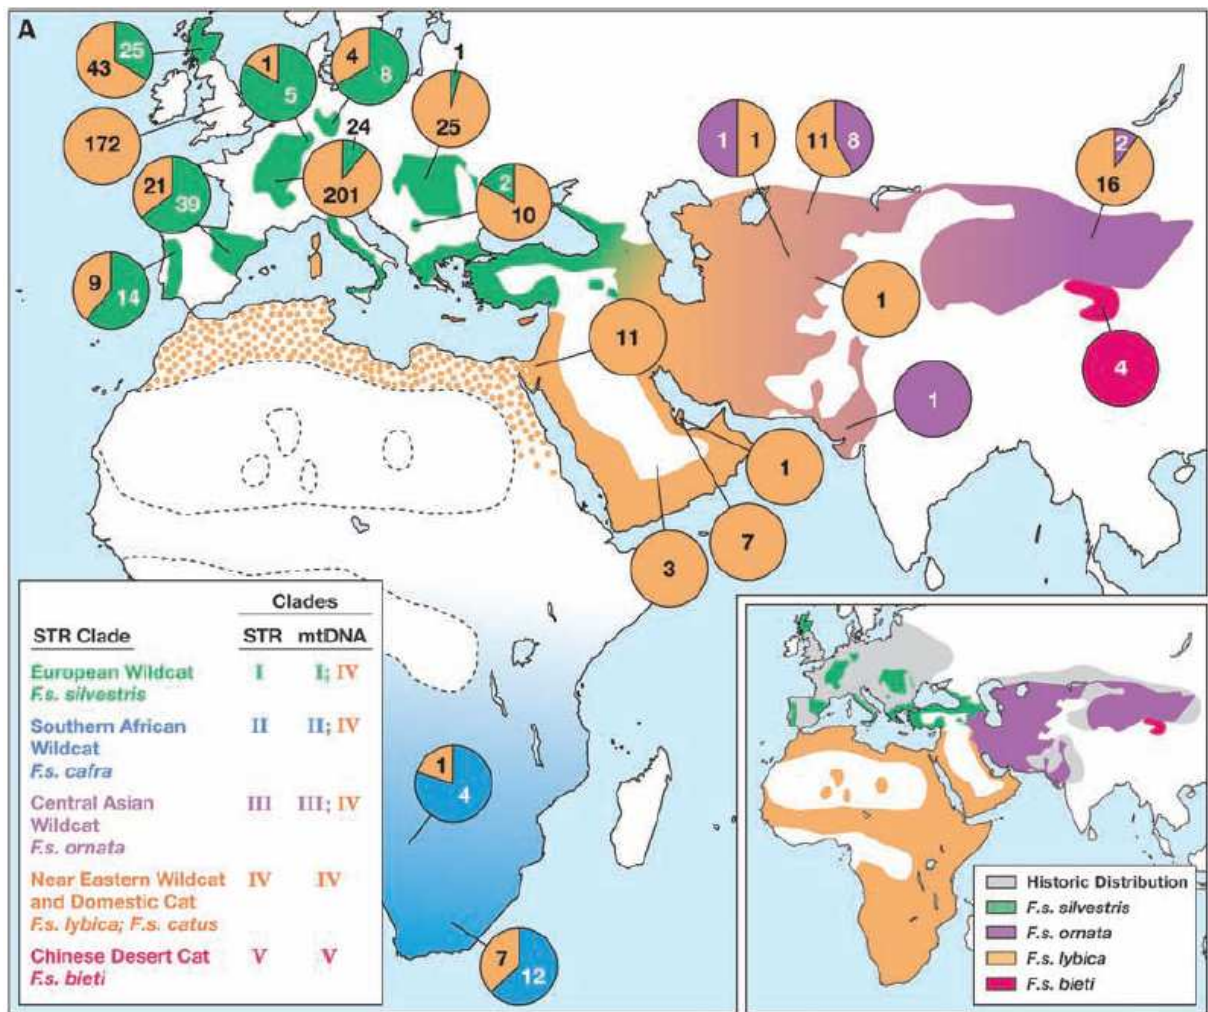 A
25
43
1
5
4
8
1
25
172
24
201
21
39
2
10
9
14
1
1
11
8
2
16
1
4
11
1
1
7
3
1
4
7
12
Clades
STR Clade STR mtDNA
European Wildcat I I; IV
F.s. silvestris
Southern African II II; IV
Wildcat
F.s. cafra
Central Asian III III; IV
Wildcat
F.s. ornata
Near Eastern Wildcat IV IV
and Domestic Cat
F.s. lybica; F.s. catus
Chinese Desert Cat V V
F.s. bieti
Historic Distribution
F.s. silvestris
F.s. ornata
F.s. lybica
F.s. bieti